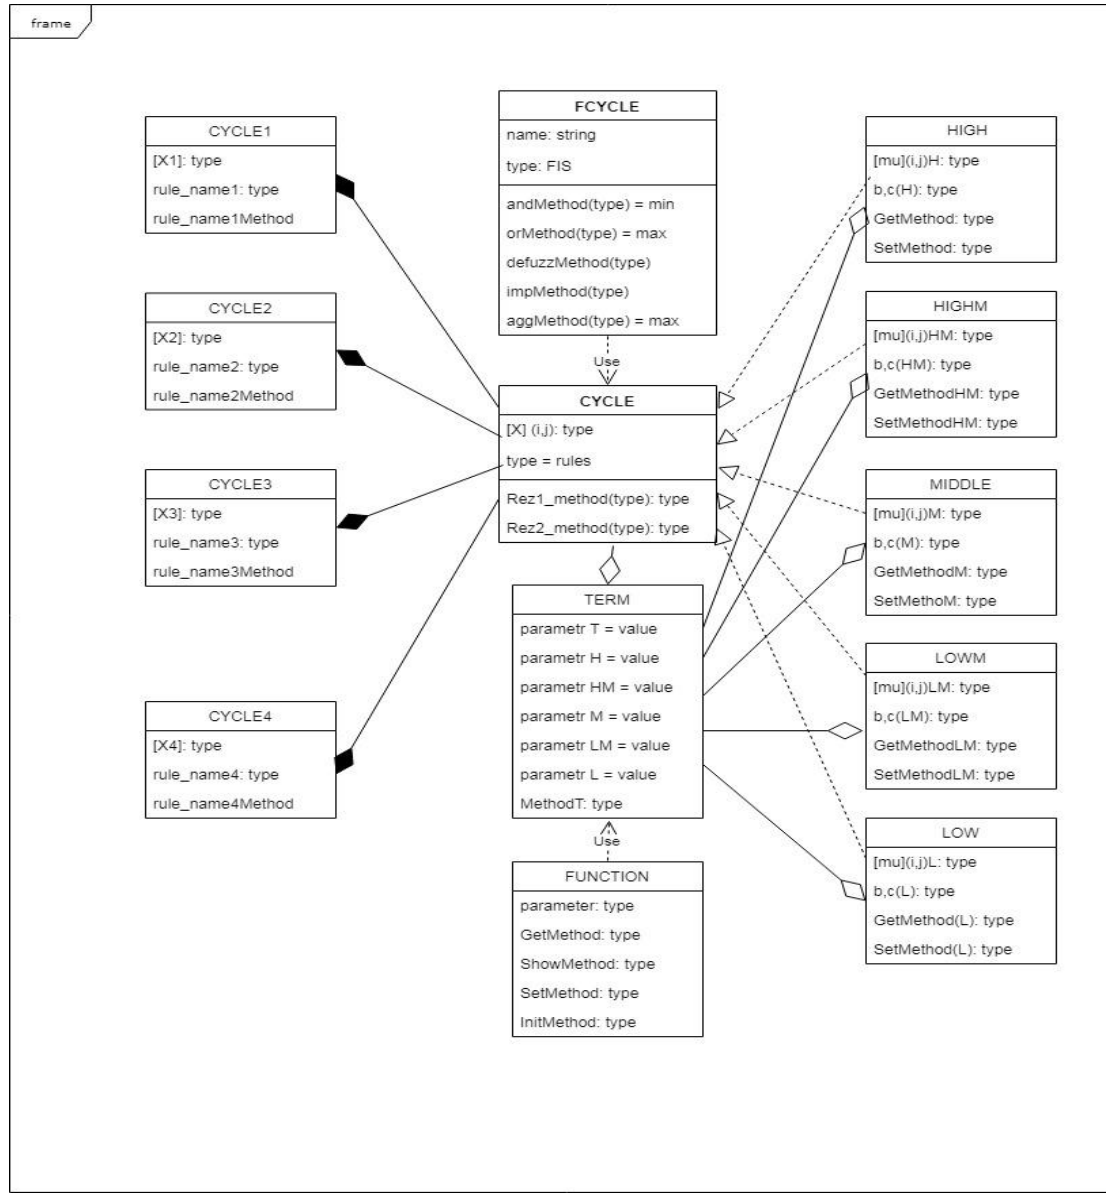 frame
CYCLE1
[X1]: type
rule_name1: type
rule_name1Method
CYCLE2
[X2]: type
rule_name2: type
rule_name2Method
CYCLE3
[X3]: type
rule_name3: type
rule_name3Method
CYCLE4
[X4]: type
rule_name4: type
rule_name4Method
FCYCLE
name: string
type: FIS
andMethod(type) = min
orMethod(type) = max
defuzzMethod(type)
impMethod(type)
aggMethod(type) = max
Use
CYCLE
[X] (i,j): type
type = rules
Rez1_method(type): type
Rez2_method(type): type
TERM
parametr T = value
parametr H = value
parametr HM = value
parametr M = value
parametr LM = value
parametr L = value
MethodT: type
Use
FUNCTION
parameter: type
GetMethod: type
ShowMethod: type
SetMethod: type
InitMethod: type
HIGH
[mu](i,j)H: type
b,c(H): type
GetMethod: type
SetMethod: type
HIGHM
[mu](i,j)HM: type
b,c(HM): type
GetMethodHM: type
SetMethodHM: type
MIDDLE
[mu](i,j)M: type
b,c(M): type
GetMethodM: type
SetMethoM: type
LOWM
[mu](i,j)LM: type
b,c(LM): type
GetMethodLM: type
SetMethodLM: type
LOW
[mu](i,j)L: type
b,c(L): type
GetMethod(L): type
SetMethod(L): type